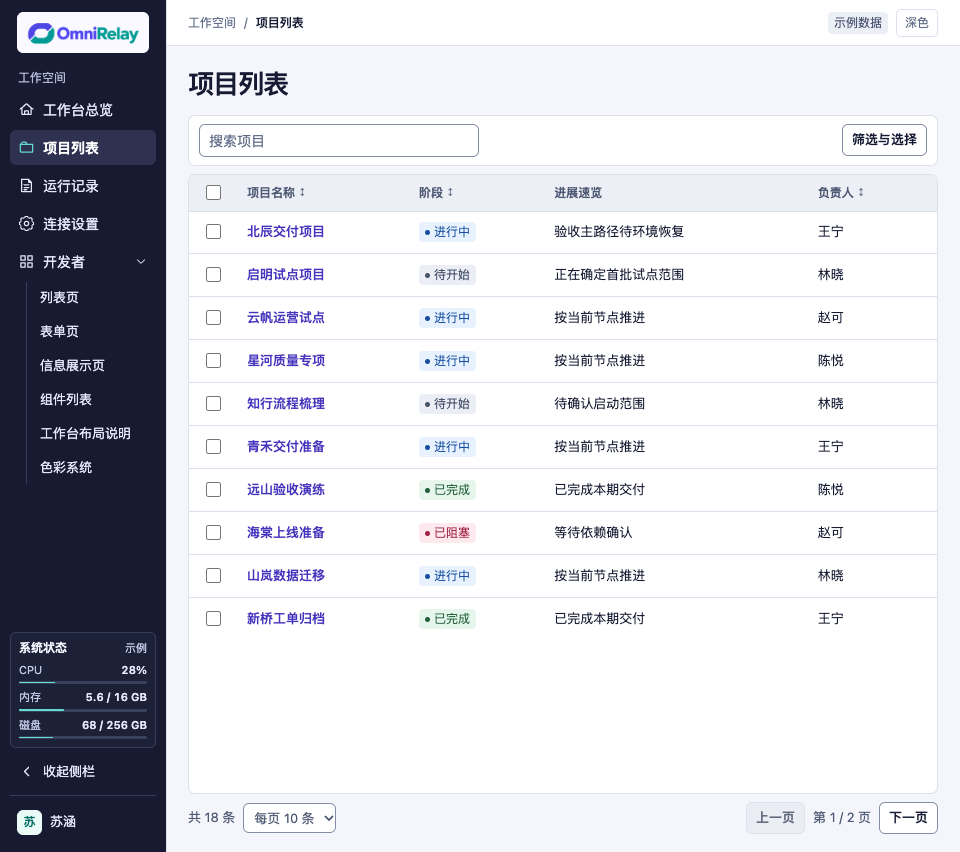 OmniRelay
工作空间
工作台总览
项目列表
运行记录
连接设置
开发者
列表页
表单页
信息展示页
组件列表
工作台布局说明
色彩系统
系统状态 示例
CPU 28%
内存 5.6 / 16 GB
磁盘 68 / 256 GB
收起侧栏
苏 苏涵
工作空间 / 项目列表 示例数据 深色
项目列表
搜索项目 筛选与选择
项目名称 ↕ 阶段 ↕ 进展速览 负责人 ↕
北辰交付项目 进行中 验收主路径待环境恢复 王宁
启明试点项目 待开始 正在确定首批试点范围 林晓
云帆运营试点 进行中 按当前节点推进 赵可
星河质量专项 进行中 按当前节点推进 陈悦
知行流程梳理 待开始 待确认启动范围 林晓
青禾交付准备 进行中 按当前节点推进 王宁
远山验收演练 已完成 已完成本期交付 陈悦
海棠上线准备 已阻塞 等待依赖确认 赵可
山岚数据迁移 进行中 按当前节点推进 林晓
新桥工单归档 已完成 已完成本期交付 王宁
共 18 条 每页 10 条 上一页 第 1 / 2 页 下一页